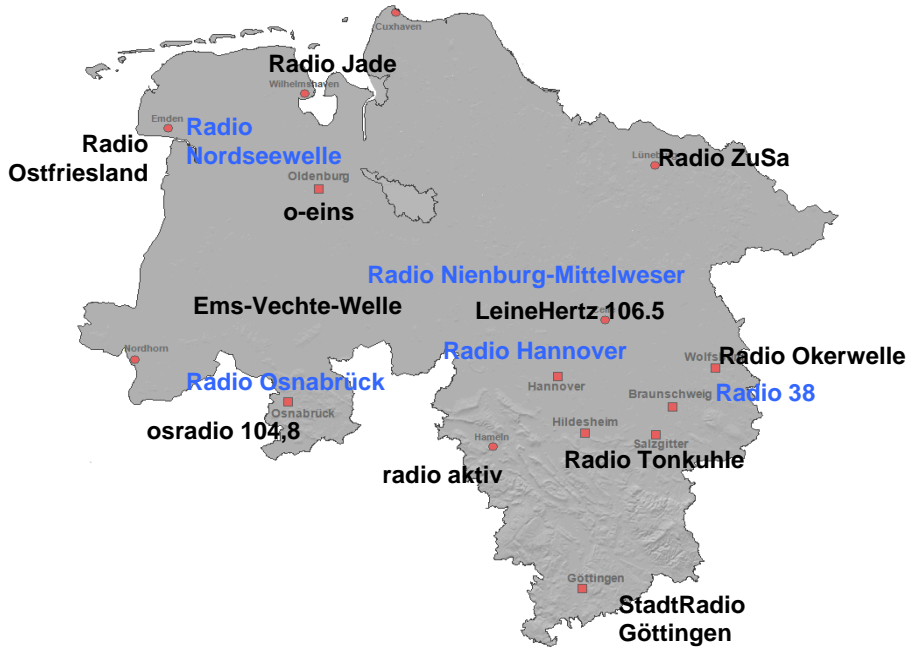 Cuxhaven
Radio Jade
Wilhelmshaven
Emden
Radio
Nordseewelle
Radio
Ostfriesland
Radio ZuSa
Oldenburg
o-eins
Radio Nienburg-Mittelweser
Ems-Vechte-Welle
LeineHertz 106.5
Nordhorn
Radio Hannover
Radio Okerwelle
Radio Osnabrück
Hannover
Braunschweig
Radio 38
Osnabrück
osradio 104,8
Hildesheim
Hameln
Salzgitter
Radio Tonkuhle
radio aktiv
Göttingen
StadtRadio
Göttingen